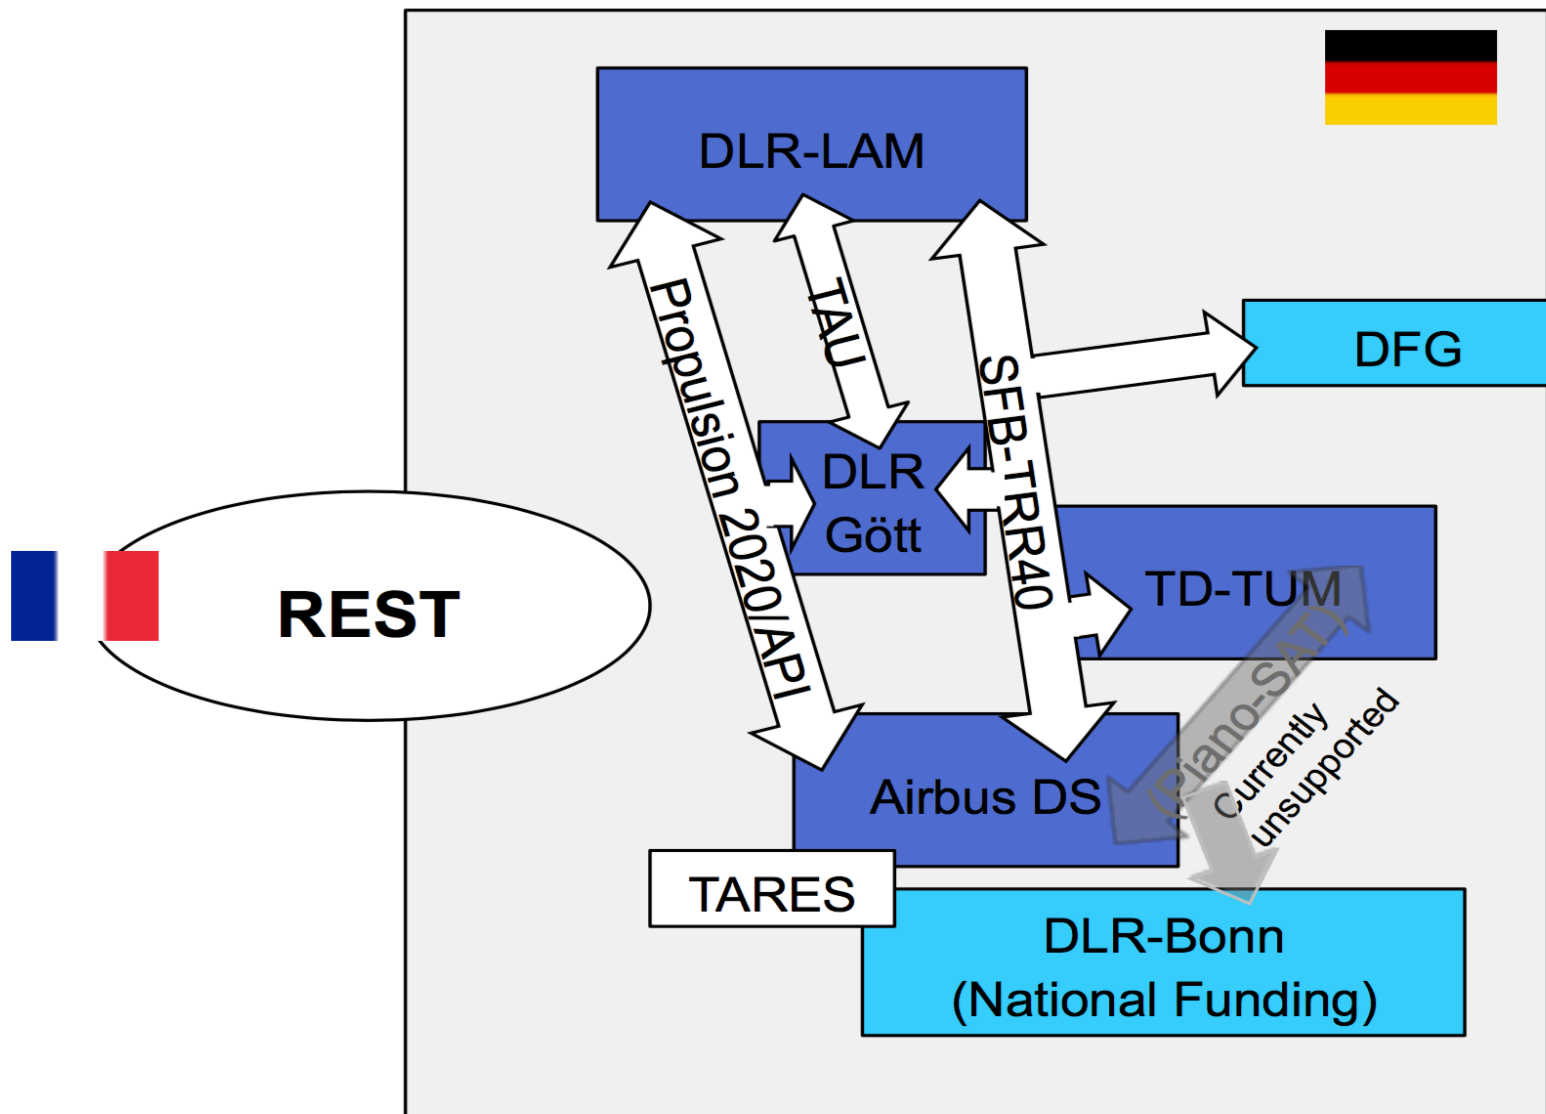 DLR-LAM
Propulsion 2020/API
TAU
SFB-TRR40
DFG
DLR
Gött
REST
TD-TUM
(Piano-SAT)
Currently
unsupported
Airbus DS
TARES
DLR-Bonn
(National Funding)